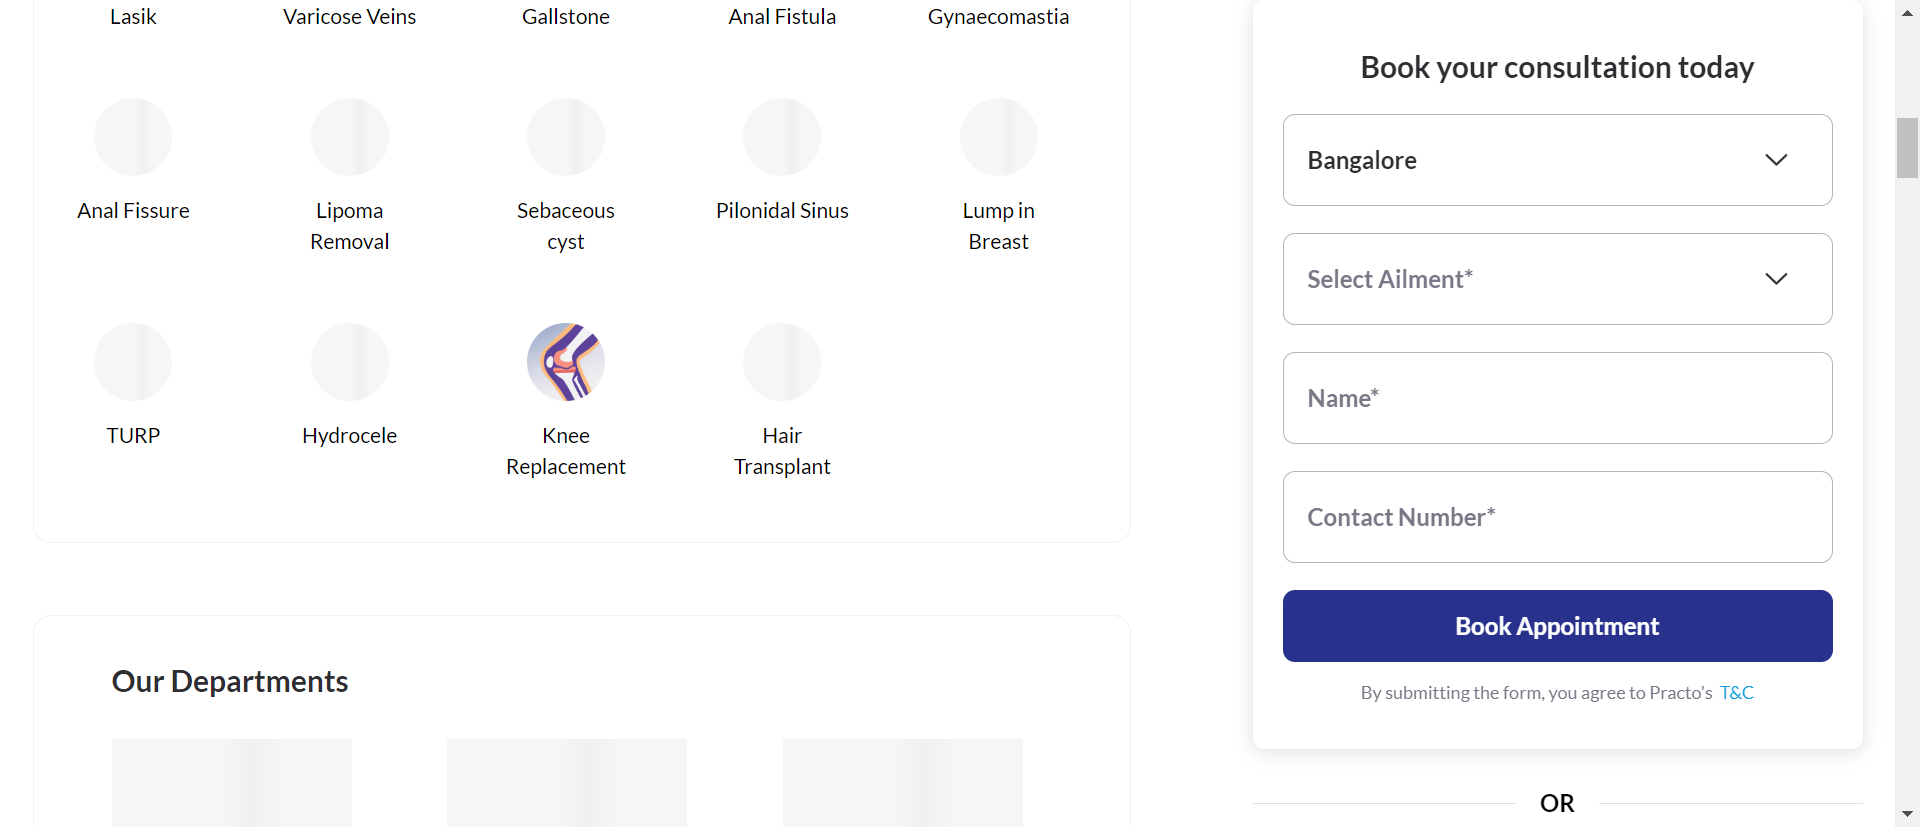 Lasik
Varicose Veins
Gallstone
Anal Fistula
Gynaecomastia
Anal Fissure
Lipoma
Removal
Sebaceous
cyst
Pilonidal Sinus
Lump in
Breast
TURP
Hydrocele
Knee
Replacement
Hair
Transplant
Our Departments
Book your consultation today
Bangalore
Select Ailment*
Name*
Contact Number*
Book Appointment
By submitting the form, you agree to Practo's T&C
OR